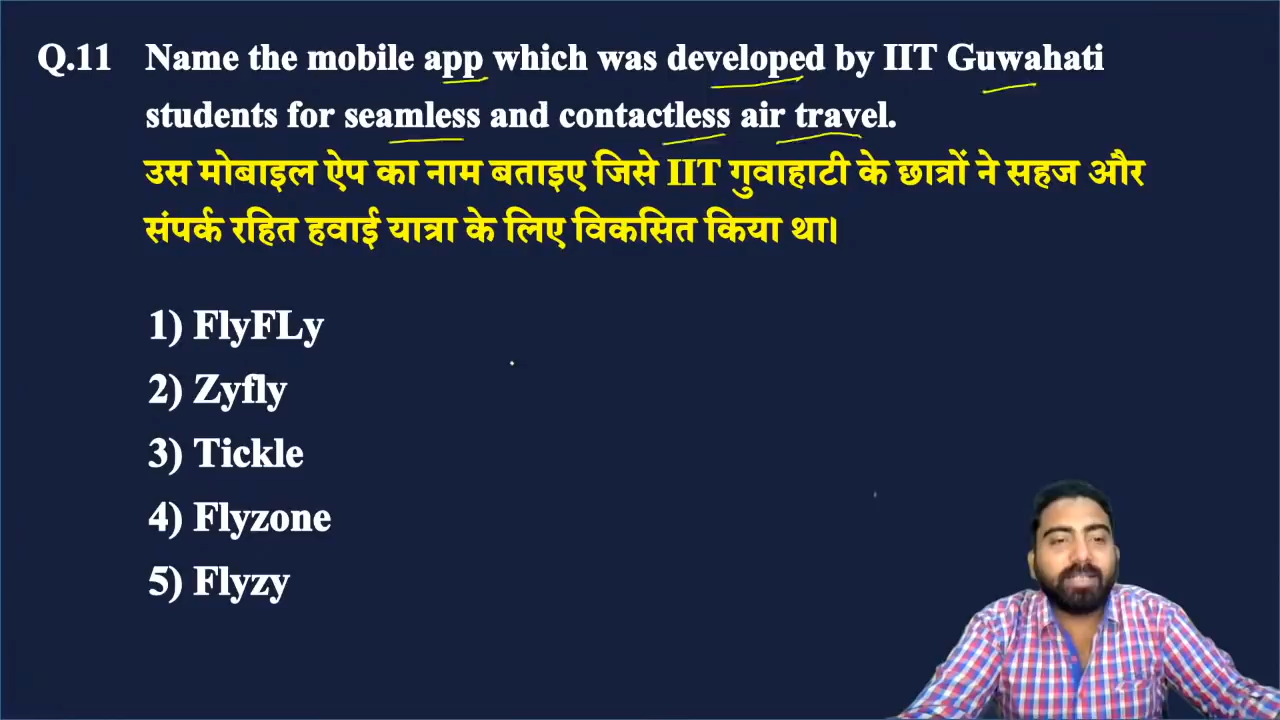 Q.11 Name the mobile app which was developed by IIT Guwahati
students for seamless and contactless air travel.
उस मोबाइल ऐप का नाम बताइए जिसे IIT गुवाहाटी के छात्रों ने सहज और
संपर्क रहित हवाई यात्रा के लिए विकसित किया था।
1) FlyFLy
2) Zyfly
3) Tickle
4) Flyzone
5) Flyzy